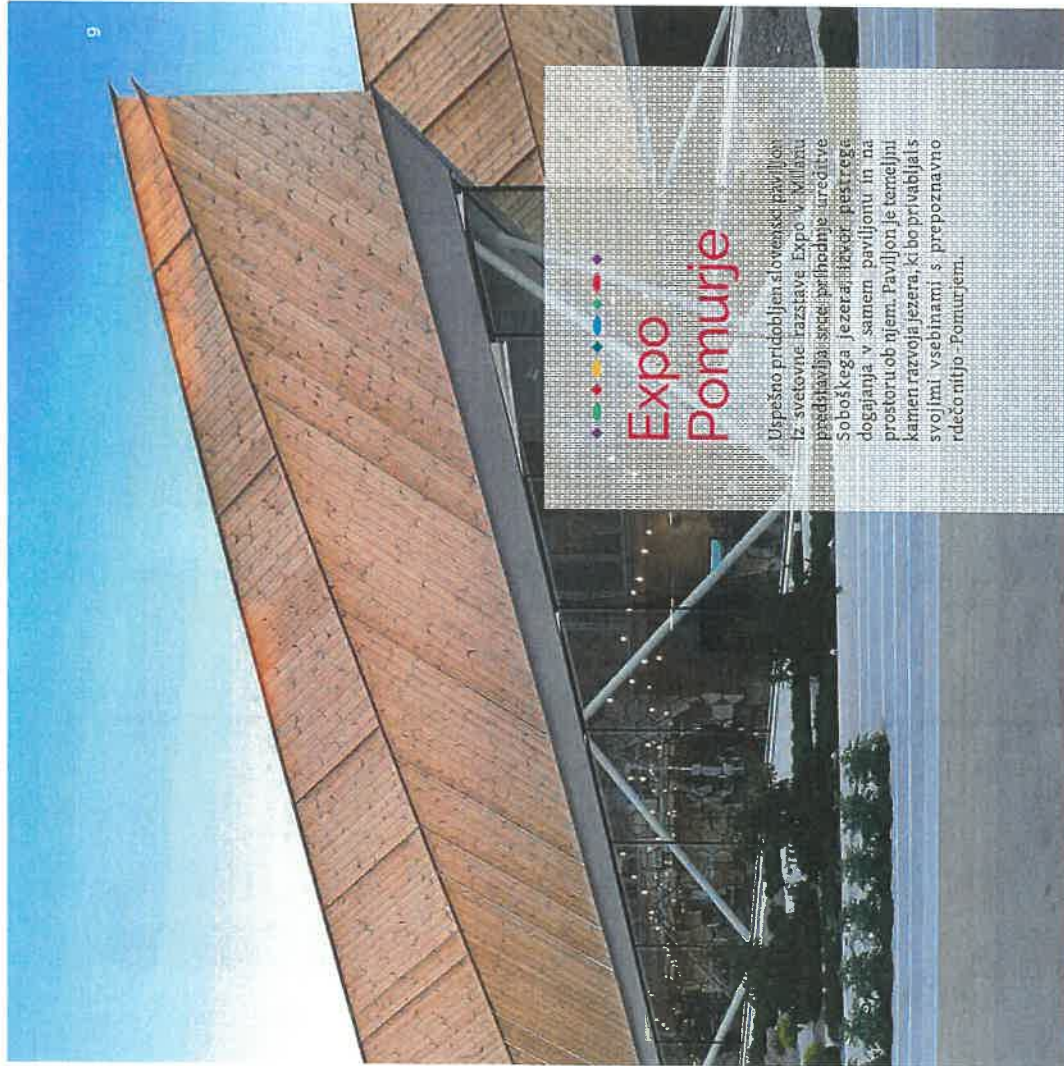 9
Expo
Pomurje
Uspešno pridobljen slovenski paviljon
iz svetovne razstave Expo v Milanu
predstavlja srce prihodnje ureditve
Soboškega jezera, izvor pestrega
dogajanja v samem paviljonu in na
prostoru ob njem. Paviljon je temeljni
kamen razvoja jezera, ki bo privabljal s
svojimi vsebinami s prepoznavno
rdečo nitjo - Pomurjem.